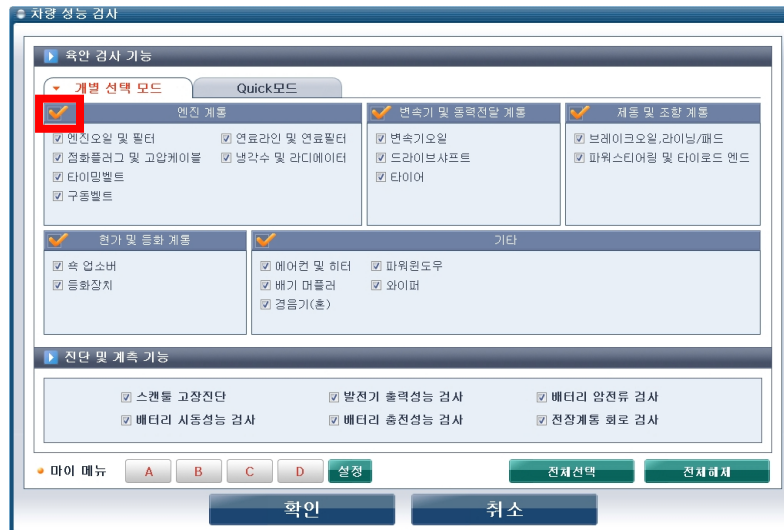 차량 성능 검사
육안 검사 기능
개별 선택 모드 Quick모드
엔진 계통 변속기 및 동력전달 계통 제동 및 조향 계통
엔진오일 및 필터 연료라인 및 연료필터 변속기오일 브레이크오일,라이닝/패드
점화플러그 및 고압케이블 냉각수 및 라디에이터 드라이브샤프트 파워스티어링 및 타이로드 엔드
타이밍벨트 타이어
구동벨트
현가 및 등화 계통 기타
쇽 업소버 에어컨 및 히터 파워윈도우
등화장치 배기 머플러 와이퍼
경음기(혼)
진단 및 계측 기능
스캔툴 고장진단 발전기 출력성능 검사 배터리 암전류 검사
배터리 시동성능 검사 배터리 충전성능 검사 전장계통 회로 검사
마이 메뉴 A B C D 설정 전체선택 전체해제
확인 취소